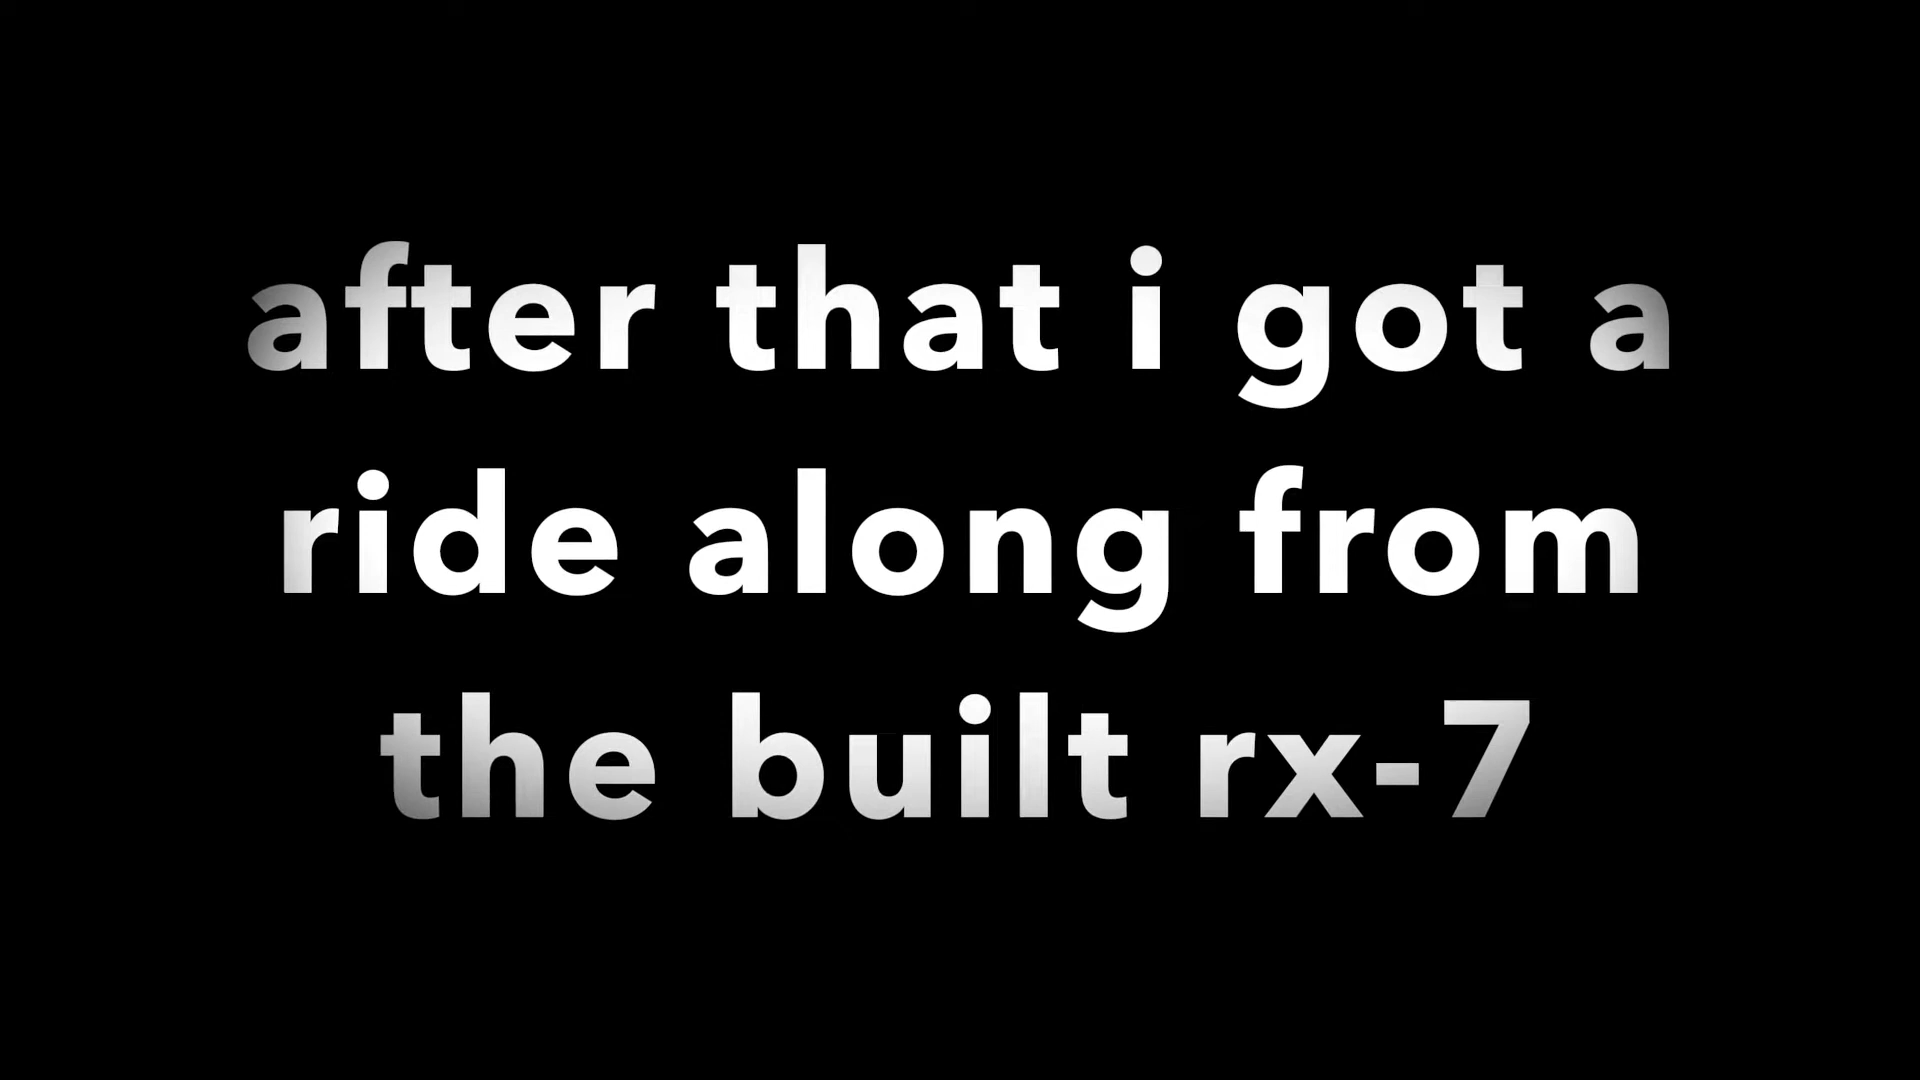 after that i got a
ride along from
the built rx-7